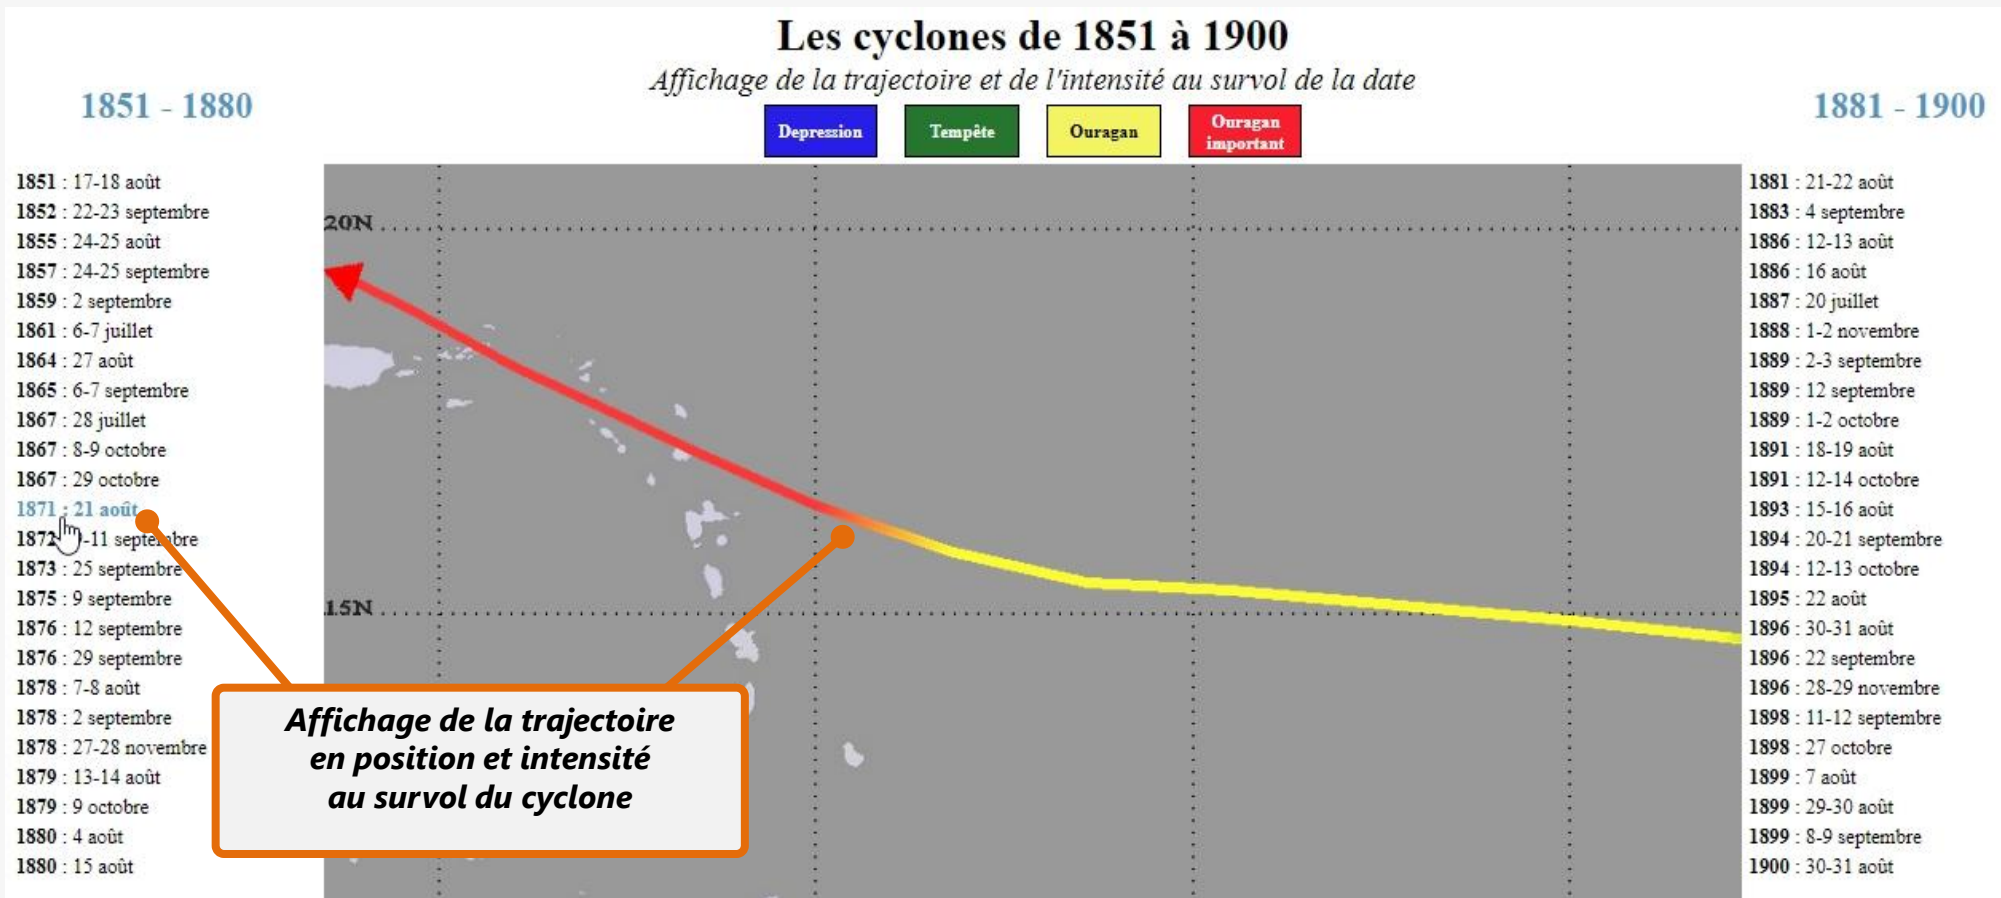 Les cyclones de 1851 à 1900
Affichage de la trajectoire et de l'intensité au survol de la date
1851 - 1880
1881 - 1900
Depression
Tempête
Ouragan
Ouragan
important
1851 : 17-18 août
1852 : 22-23 septembre
1855 : 24-25 août
1857 : 24-25 septembre
1859 : 2 septembre
1861 : 6-7 juillet
1864 : 27 août
1865 : 6-7 septembre
1867 : 28 juillet
1867 : 8-9 octobre
1867 : 29 octobre
1871 : 21 août
1872 -11 septembre
1873 : 25 septembre
1875 : 9 septembre
1876 : 12 septembre
1876 : 29 septembre
1878 : 7-8 août
1878 : 2 septembre
1878 : 27-28 novembre
1879 : 13-14 août
1879 : 9 octobre
1880 : 4 août
1880 : 15 août
20N
15N
Affichage de la trajectoire
en position et intensité
au survol du cyclone
1881 : 21-22 août
1883 : 4 septembre
1886 : 12-13 août
1886 : 16 août
1887 : 20 juillet
1888 : 1-2 novembre
1889 : 2-3 septembre
1889 : 12 septembre
1889 : 1-2 octobre
1891 : 18-19 août
1891 : 12-14 octobre
1893 : 15-16 août
1894 : 20-21 septembre
1894 : 12-13 octobre
1895 : 22 août
1896 : 30-31 août
1896 : 22 septembre
1896 : 28-29 novembre
1898 : 11-12 septembre
1898 : 27 octobre
1899 : 7 août
1899 : 29-30 août
1899 : 8-9 septembre
1900 : 30-31 août